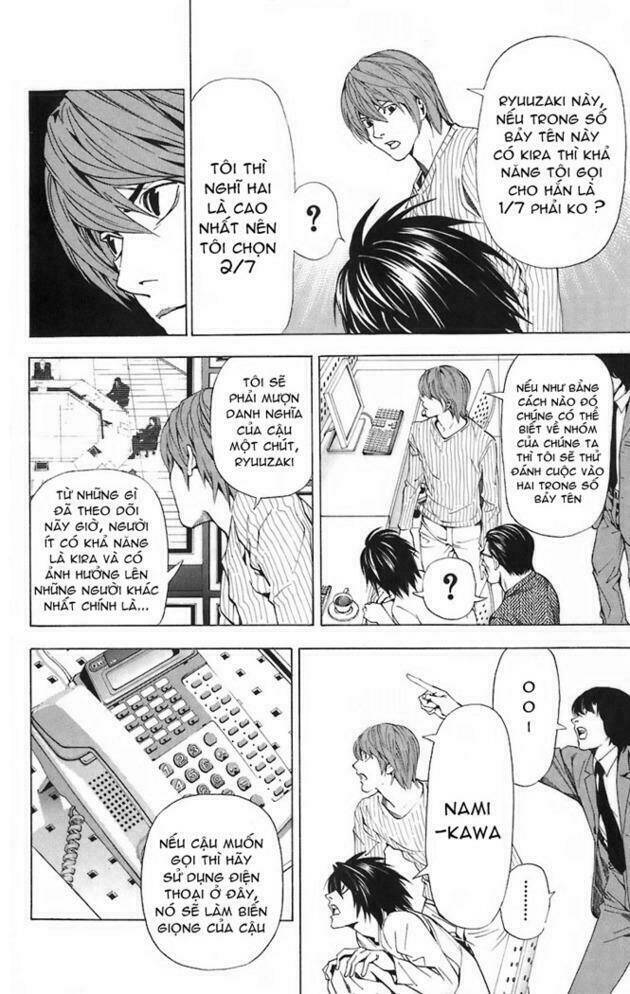 RYUUZAKI NÀY,
NẾU TRONG SỐ
BẢY TÊN NÀY
CÓ KIRA THÌ KHẢ
NĂNG TỘI GỌI
CHO HẮN LÀ
1/7 PHẢI KO ?
?
TÔI THÌ
NGHĨ HAI
LÀ CAO
NHẤT NÊN
TÔI CHỌN
2/7
NẾU NHƯ BẰNG
CÁCH NÀO ĐÓ
CHÚNG CÓ THỂ
BIẾT VỀ NHÓM
CỦA CHÚNG TA
THÌ TÔI SẼ THỬ
ĐÁNH CUỘC VÀO
HAI TRONG SỐ
BẢY TÊN
?
TÔI SẼ
PHẢI MƯỢN
DANH NGHĨA
CỦA CẬU
MỘT CHÚT,
RYUUZAKI
TỪ NHỮNG GÌ
ĐÃ THEO DÕI
NÃY GIỜ, NGƯỜI
ÍT CÓ KHẢ NĂNG
LÀ KIRA VÀ CÓ
ẢNH HƯỞNG LÊN
NHỮNG NGƯỜI KHÁC
NHẤT CHÍNH LÀ...
OOI
...
NAMI
-KAWA
......
NẾU CẬU MUỐN
GỌI THÌ HÃY
SỬ DỤNG ĐIỆN
THOẠI Ở ĐÂY,
NÓ SẼ LÀM BIẾN
GIỌNG CỦA CẬU